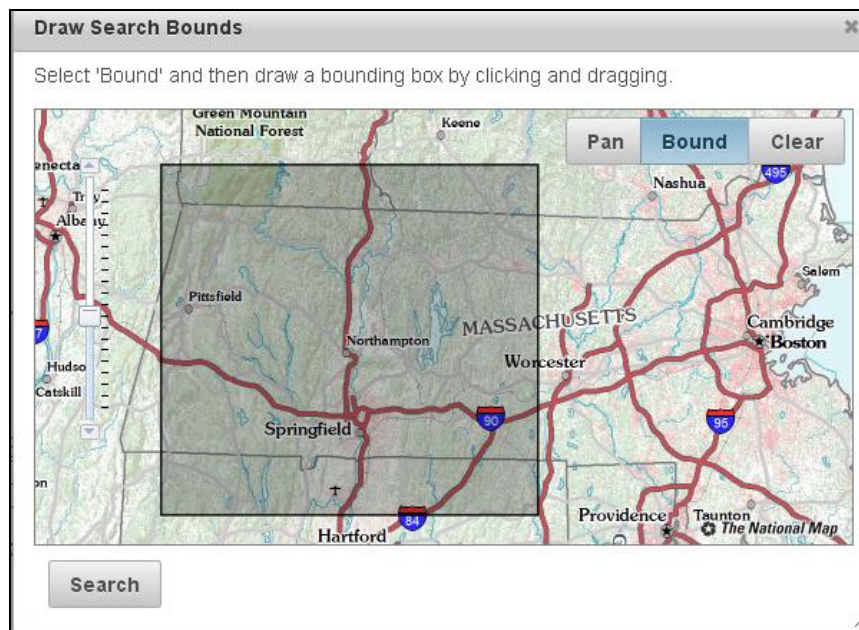 Draw Search Bounds
Select 'Bound' and then draw a bounding box by clicking and dragging.
Green Mountain
National Forest
Keene
Pan
Bound
Clear
495
Nashua
Troy
Albany
Salem
Pittsfield
MASSACHUSETTS
Cambridge
Boston
Northampton
Worcester
Hudso
Catskill
90
95
Springfield
84
Hartford
Providence
Taunton
The National Map
Search